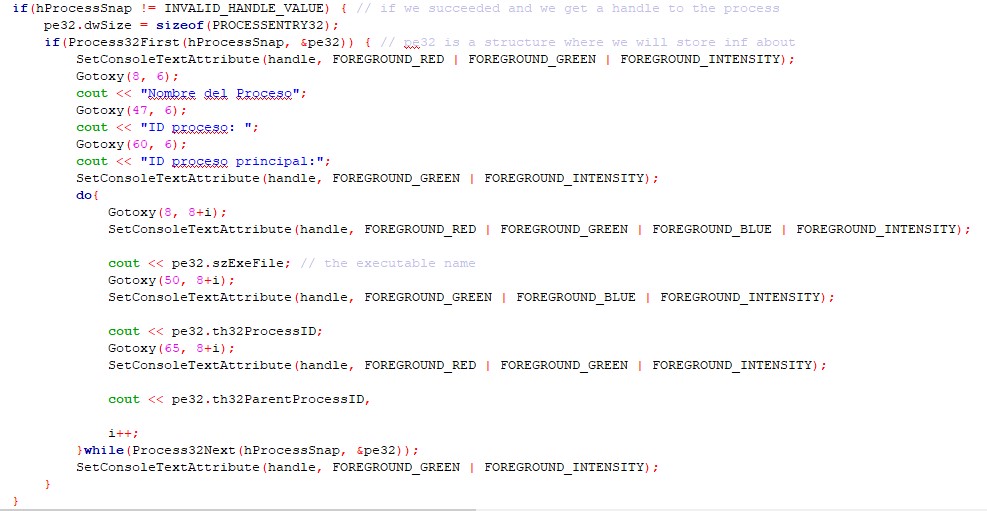 if(hProcessSnap != INVALID_HANDLE_VALUE) { // if we succeeded and we get a handle to the process
pe32.dwSize = sizeof(PROCESSENTRY32);
if(Process32First(hProcessSnap, &pe32)) { // pe32 is a structure where we will store inf about
SetConsoleTextAttribute(handle, FOREGROUND_RED | FOREGROUND_GREEN | FOREGROUND_INTENSITY);
Gotoxy(8, 6);
cout << "Nombre del Proceso";
Gotoxy(47, 6);
cout << "ID proceso: ";
Gotoxy(60, 6);
cout << "ID proceso principal:";
SetConsoleTextAttribute(handle, FOREGROUND_GREEN | FOREGROUND_INTENSITY);
do{
Gotoxy(8, 8+i);
SetConsoleTextAttribute(handle, FOREGROUND_RED | FOREGROUND_GREEN | FOREGROUND_BLUE | FOREGROUND_INTENSITY);
cout << pe32.szExeFile; // the executable name
Gotoxy(50, 8+i);
SetConsoleTextAttribute(handle, FOREGROUND_GREEN | FOREGROUND_BLUE | FOREGROUND_INTENSITY);
cout << pe32.th32ProcessID;
Gotoxy(65, 8+i);
SetConsoleTextAttribute(handle, FOREGROUND_RED | FOREGROUND_GREEN | FOREGROUND_INTENSITY);
cout << pe32.th32ParentProcessID,
i++;
}while(Process32Next(hProcessSnap, &pe32));
SetConsoleTextAttribute(handle, FOREGROUND_GREEN | FOREGROUND_INTENSITY);
}
}